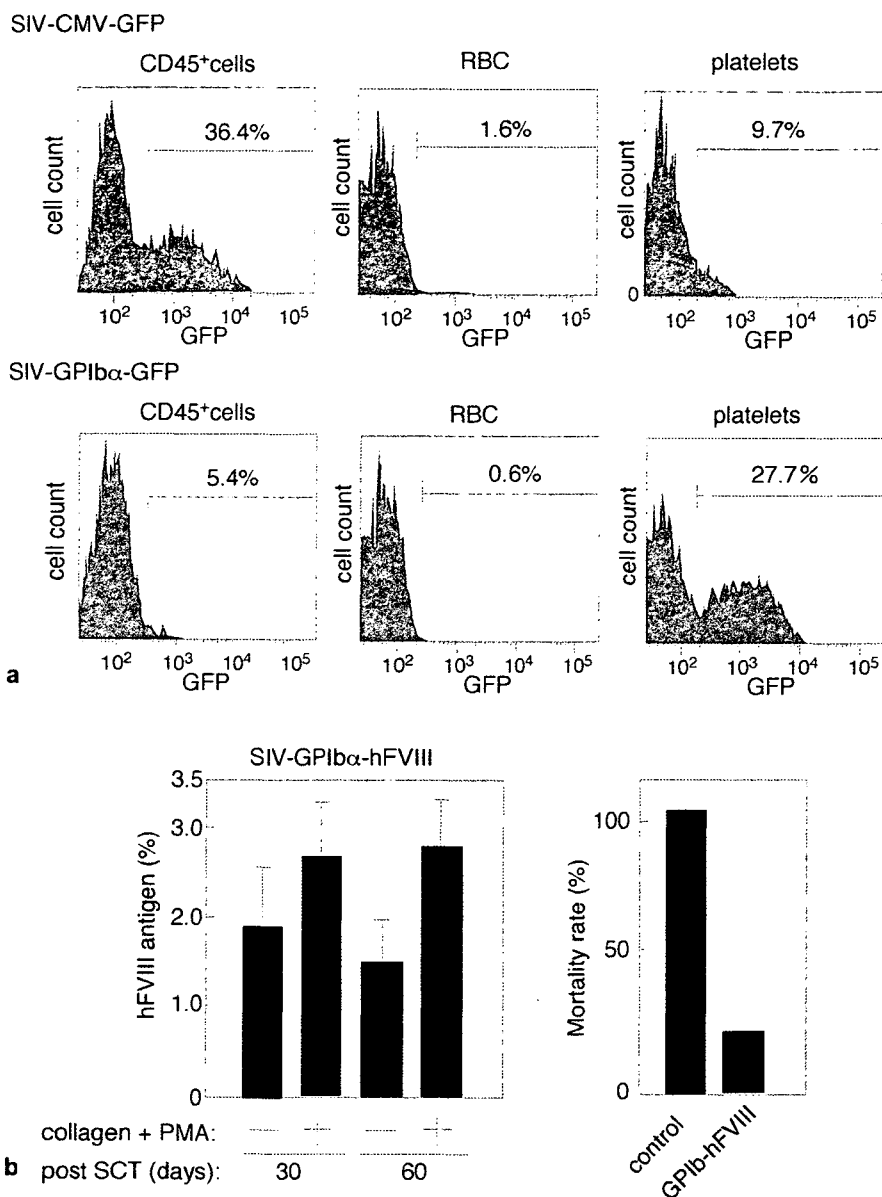 SIV-CMV-GFP
CD45+cells
RBC
platelets
36.4%
1.6%
9.7%
cell count
cell count
cell count
0
10² 10³ 10⁴ 10⁵
10² 10³ 10⁴ 10⁵
10² 10³ 10⁴ 10⁵
GFP
GFP
GFP
SIV-GPIbα-GFP
CD45+cells
RBC
platelets
5.4%
0.6%
27.7%
cell count
cell count
cell count
10² 10³ 10⁴ 10⁵
10² 10³ 10⁴ 10⁵
10² 10³ 10⁴ 10⁵
a
GFP
GFP
GFP
SIV-GPIbα-hFVIII
3.5
3.0
2.0
1.0
0
hFVIII antigen (%)
collagen + PMA: — + — +
b post SCT (days): 30 60
100
50
0
Mortality rate (%)
control
GPIb-hFVIII